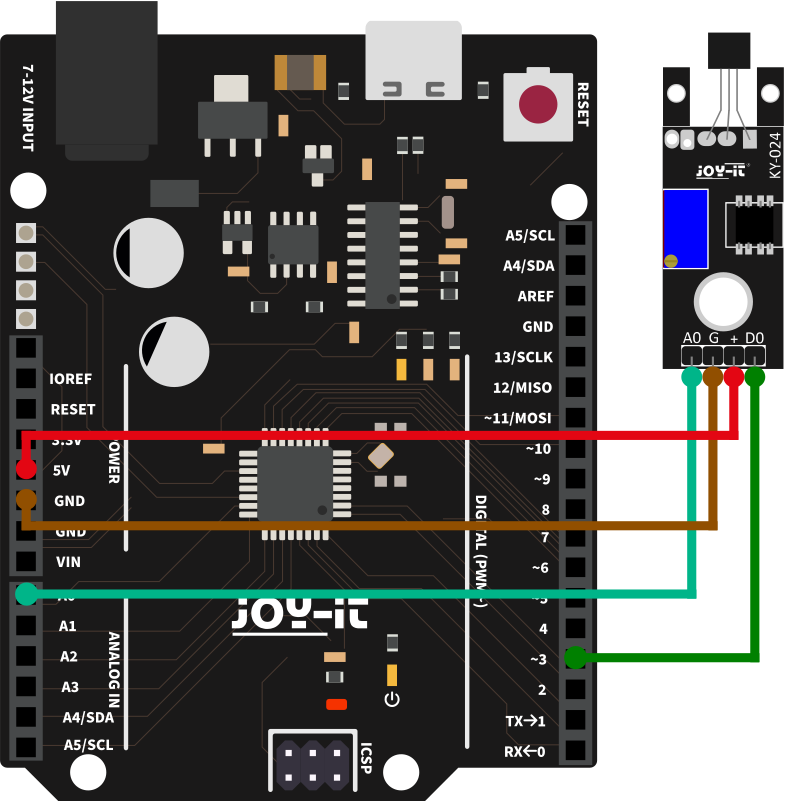 7-12V INPUT
RESET
IOREF
RESET
3.3V
5V
GND
GND
VIN
POWER
A0
A1
A2
A3
A4/SDA
A5/SCL
ANALOG IN
A5/SCL
A4/SDA
AREF
GND
13/SCLK
12/MISO
~11/MOSI
~10
~9
8
7
~6
~5
4
~3
2
TX→1
RX←0
DIGITAL (PWM~)
JOY-iT
ICSP
KY-024
JOY-iT
A0 G + D0